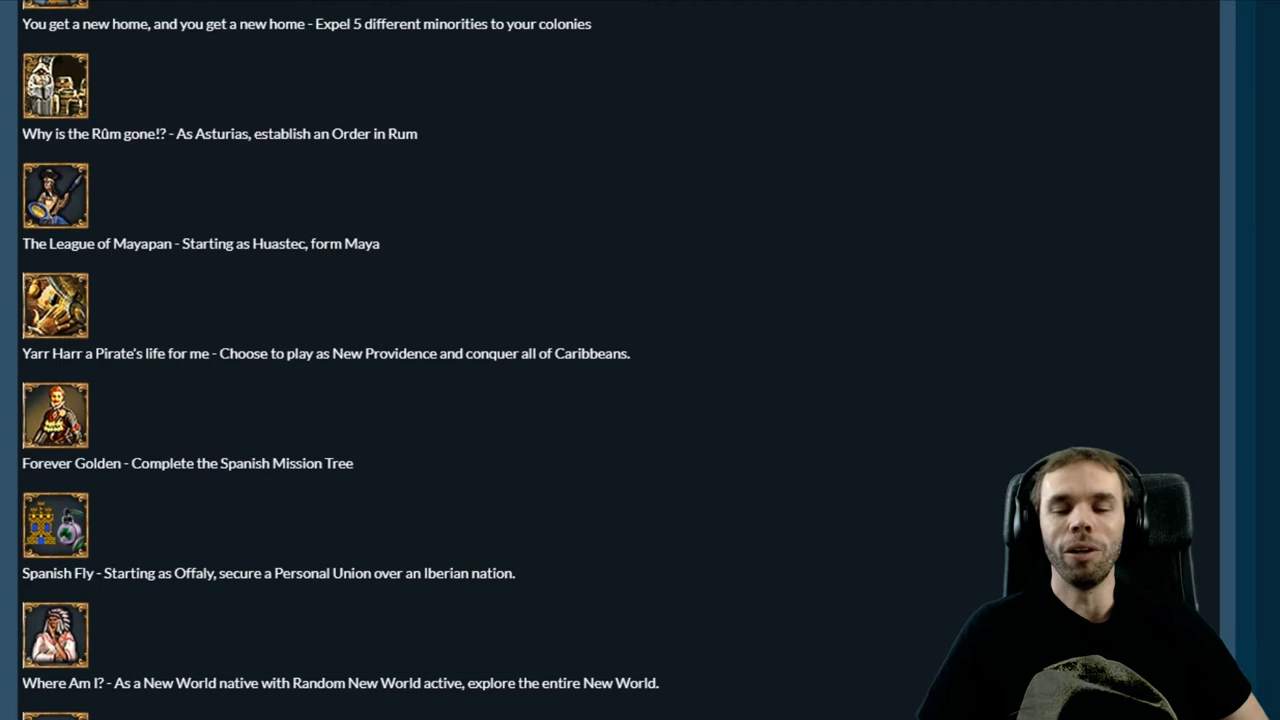 You get a new home, and you get a new home - Expel 5 different minorities to your colonies
Why is the Rûm gone!? - As Asturias, establish an Order in Rum
The League of Mayapan - Starting as Huastec, form Maya
Yarr Harr a Pirate's life for me - Choose to play as New Providence and conquer all of Caribbeans.
Forever Golden - Complete the Spanish Mission Tree
Spanish Fly - Starting as Offaly, secure a Personal Union over an Iberian nation.
Where Am I? - As a New World native with Random New World active, explore the entire New World.